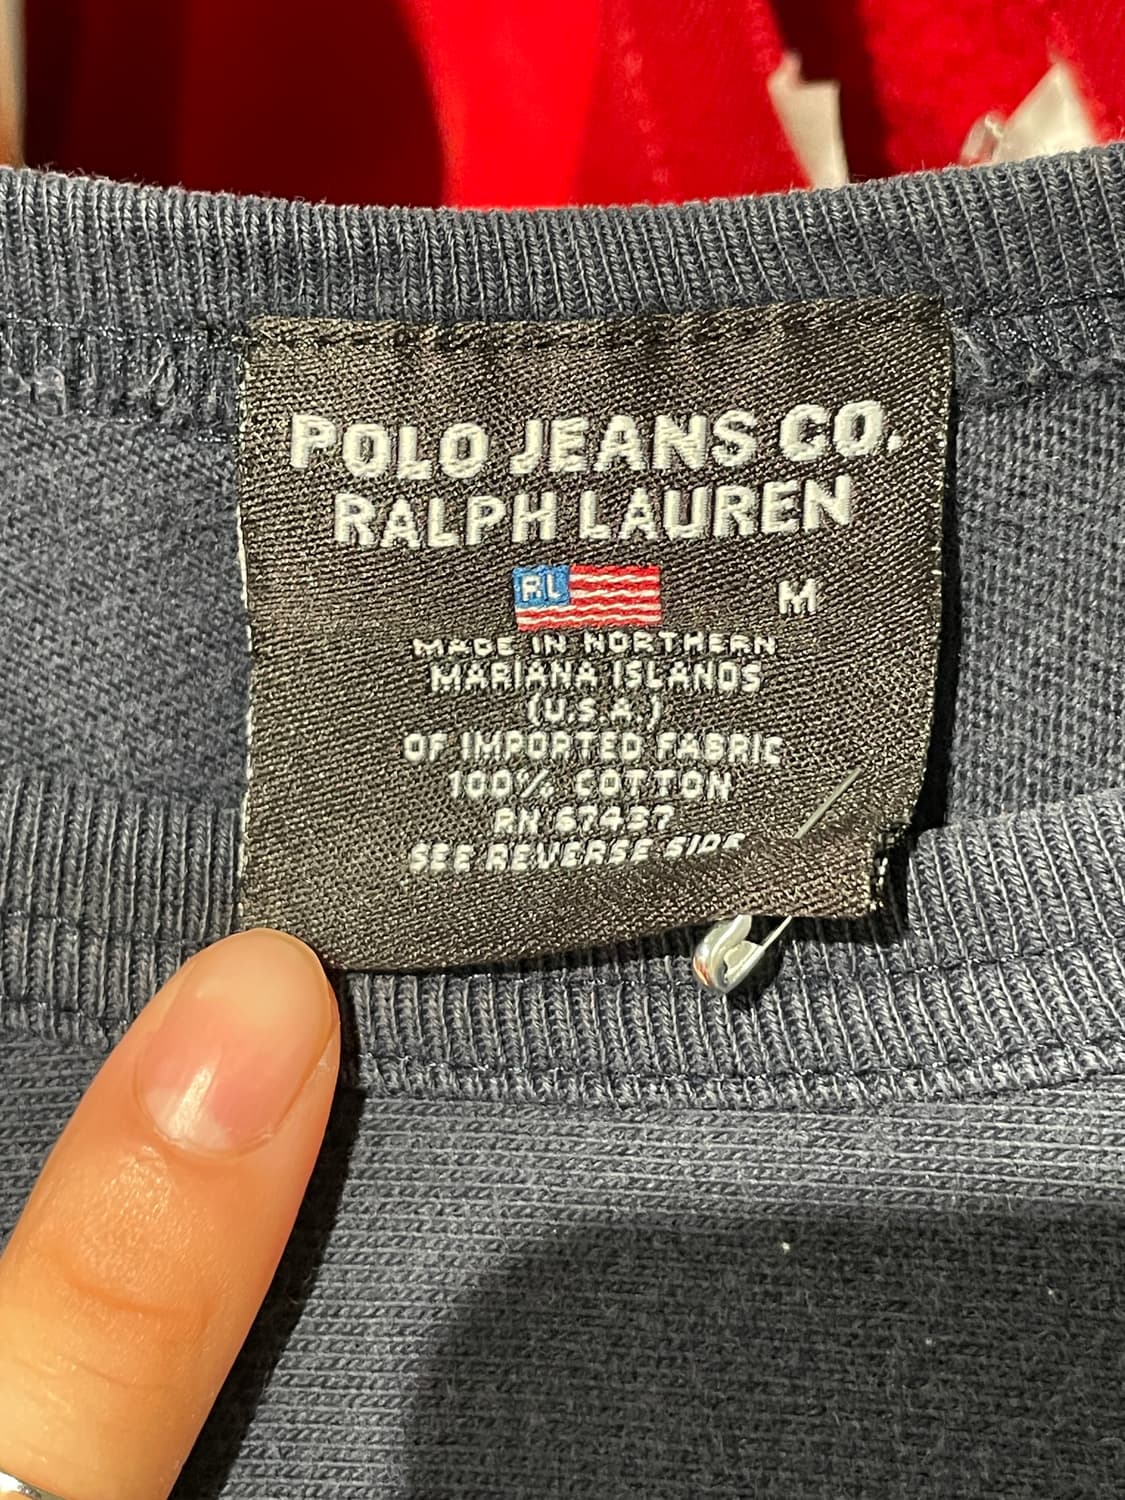 POLO JEANS CO.
RALPH LAUREN
RL
M
MADE IN NORTHERN
MARIANA ISLANDS
(U.S.A.)
OF IMPORTED FABRIC
100% COTTON
RN 67437
SEE REVERSE SIDE